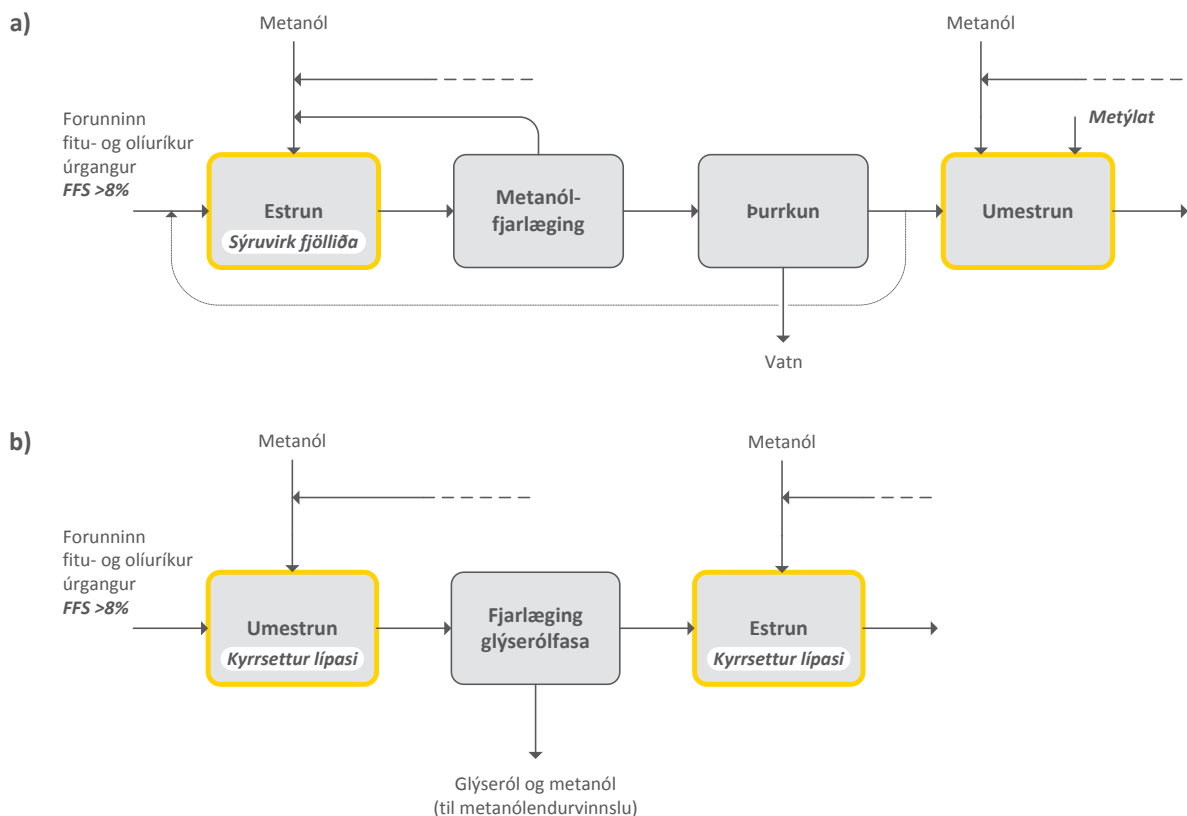 a)
Metanól
Metanól
Forunninn
fitu- og olíuríkur
úrgangur
FFS >8%
Metýlat
Estrun
Sýruvirk fjölliða
Metanól-
fjarlæging
Þurrkun
Umestrun
Vatn
b)
Metanól
Metanól
Forunninn
fitu- og olíuríkur
úrgangur
FFS >8%
Umestrun
Kyrrsettur lípasi
Fjarlæging
glýserólfasa
Estrun
Kyrrsettur lípasi
Glýseról og metanól
(til metanólendurvinnslu)